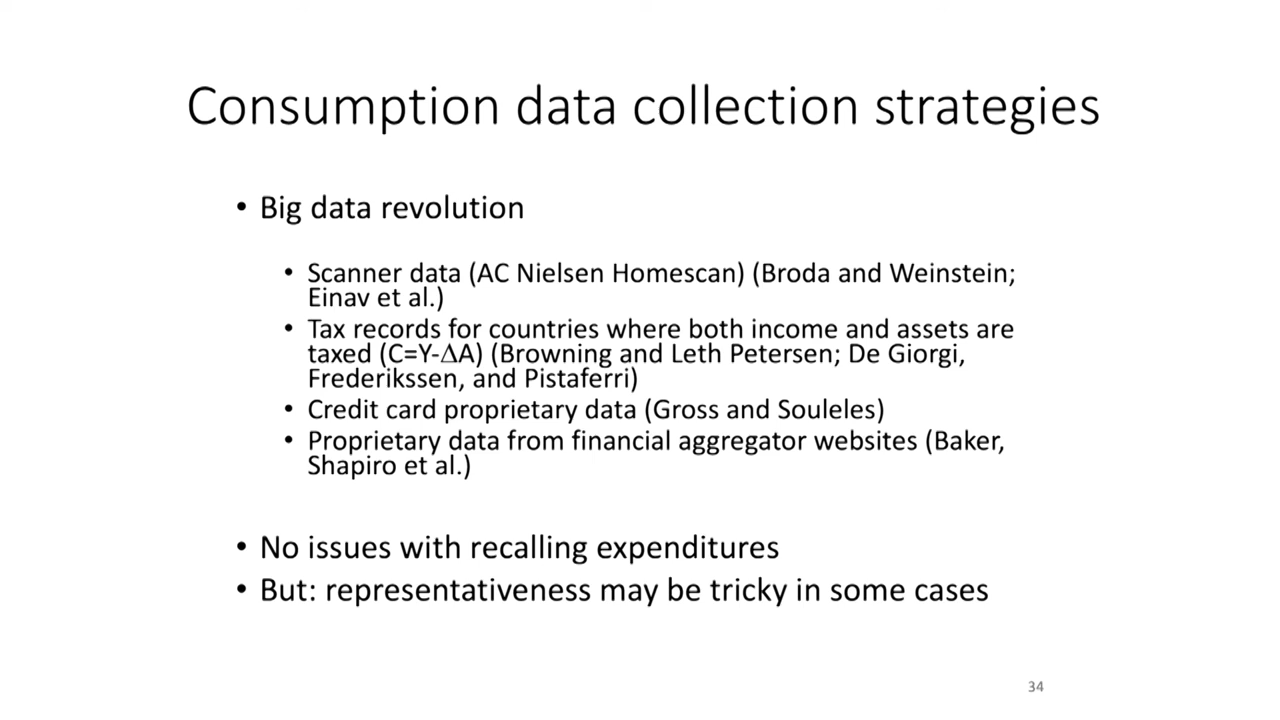 Consumption data collection strategies
• Big data revolution
• Scanner data (AC Nielsen Homescan) (Broda and Weinstein;
Einav et al.)
• Tax records for countries where both income and assets are
taxed (C=Y-ΔA) (Browning and Leth Petersen; De Giorgi,
Frederikssen, and Pistaferri)
• Credit card proprietary data (Gross and Souleles)
• Proprietary data from financial aggregator websites (Baker,
Shapiro et al.)
• No issues with recalling expenditures
• But: representativeness may be tricky in some cases
34